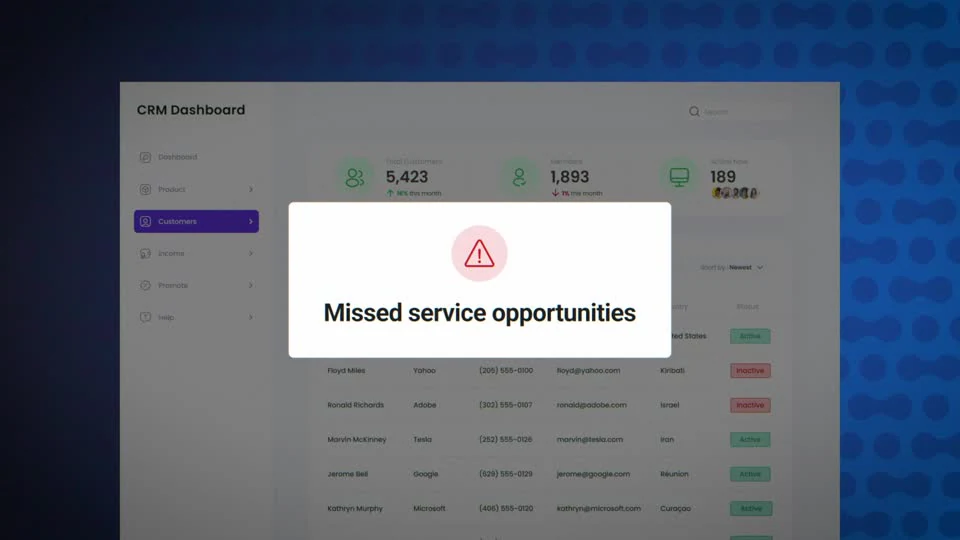 CRM Dashboard
Search
Dashboard
Product
Customers
Income
Promote
Help
Total Customers
5,423
16% this month
Members
1,893
1% this month
Active Now
189
Missed service opportunities
Short by : Newest
Status
ted States Active
Floyd Miles Yahoo (205) 555-0100 floyd@yahoo.com Kiribati Inactive
Ronald Richards Adobe (302) 555-0107 ronald@adobe.com Israel Inactive
Marvin McKinney Tesla (252) 555-0126 marvin@tesla.com Iran Active
Jerome Bell Google (629) 555-0129 jerome@google.com Réunion Active
Kathryn Murphy Microsoft (406) 555-0120 kathryn@microsoft.com Curaçao Active